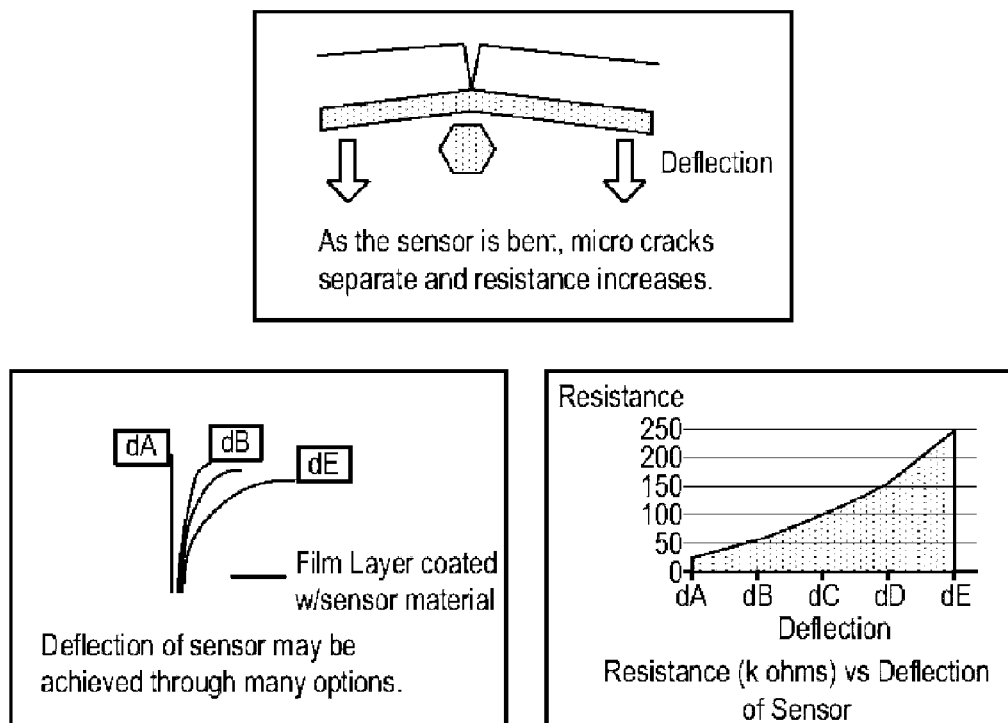 Deflection
As the sensor is bent, micro cracks
separate and resistance increases.
dA
dB
dE
Film Layer coated
w/sensor material
Deflection of sensor may be
achieved through many options.
Resistance
250
200
150
100
50
0
dA dB dC dD dE
Deflection
Resistance (k ohms) vs Deflection
of Sensor